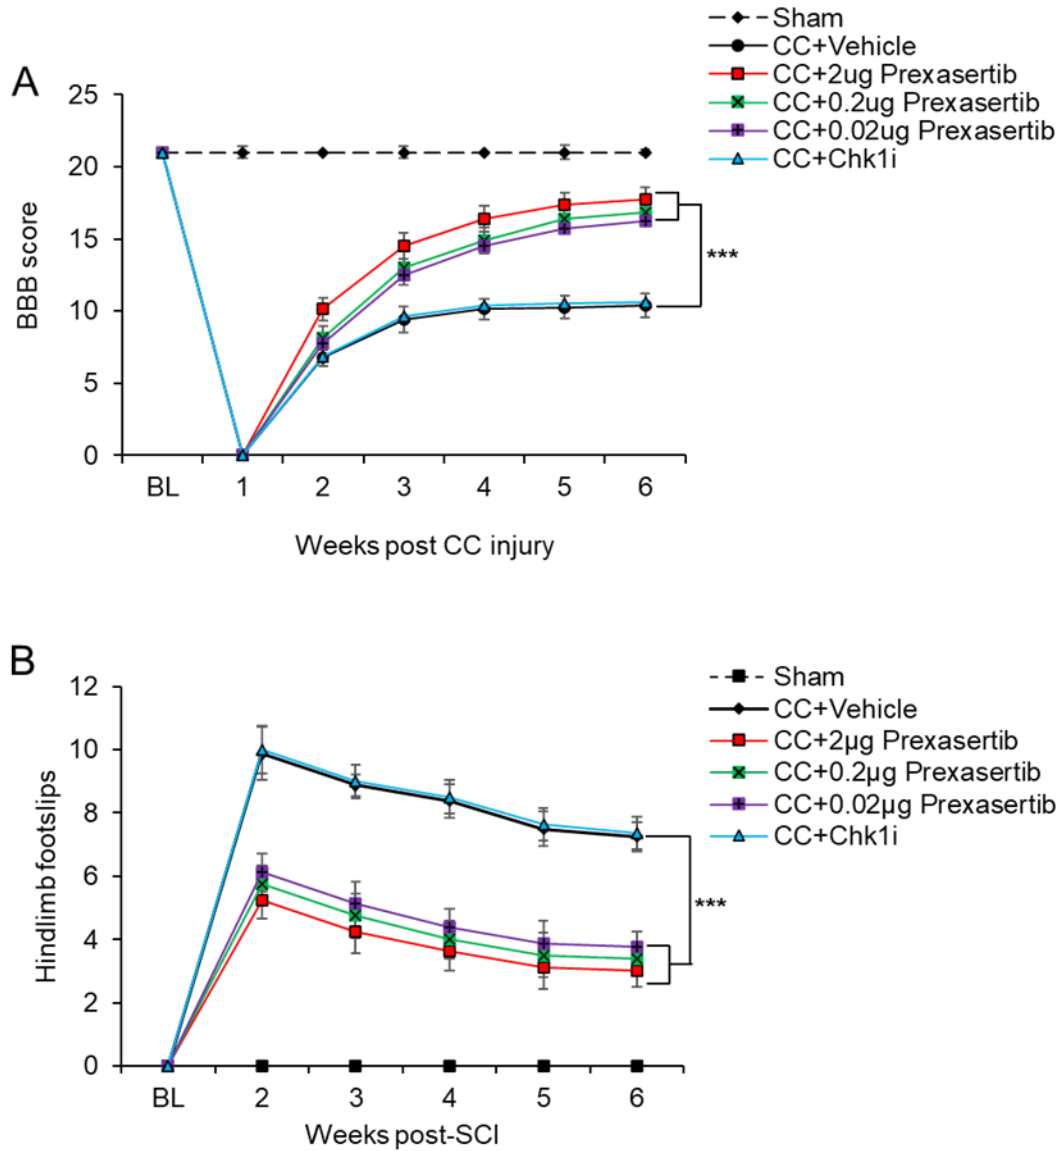 Sham
CC+Vehicle
CC+2ug Prexasertib
CC+0.2ug Prexasertib
CC+0.02ug Prexasertib
CC+Chk1i
A
25
20
15
10
5
0
BBB score
***
BL 1 2 3 4 5 6
Weeks post CC injury
B
Sham
CC+Vehicle
CC+2µg Prexasertib
CC+0.2µg Prexasertib
CC+0.02µg Prexasertib
CC+Chk1i
12
10
8
6
4
2
0
Hindlimb footslips
***
BL 2 3 4 5 6
Weeks post-SCI